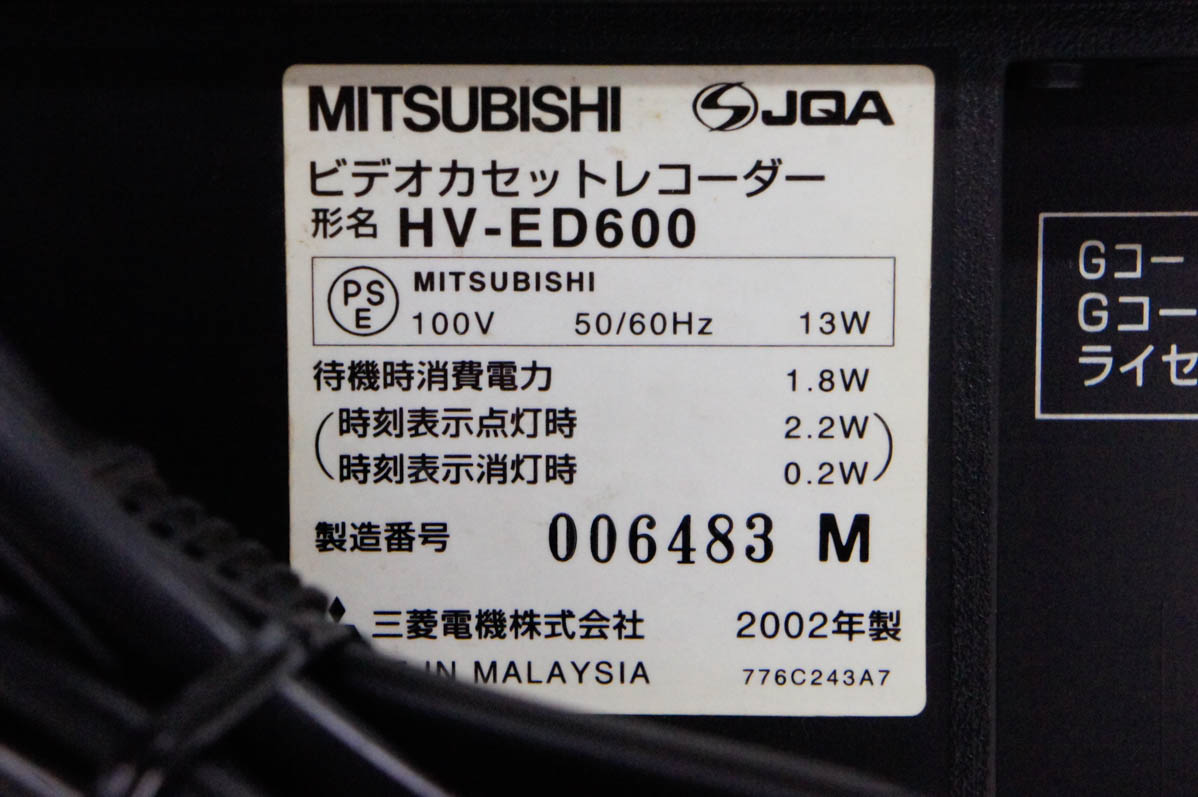 MITSUBISHI JQA
ビデオカセットレコーダー
形名 HV-ED600
PSE MITSUBISHI
100V 50/60Hz 13W
待機時消費電力 1.8W
(時刻表示点灯時 2.2W
時刻表示消灯時 0.2W)
製造番号 006483 M
三菱電機株式会社 2002年製
IN MALAYSIA 776C243A7
Gコー
Gコー
ライセ